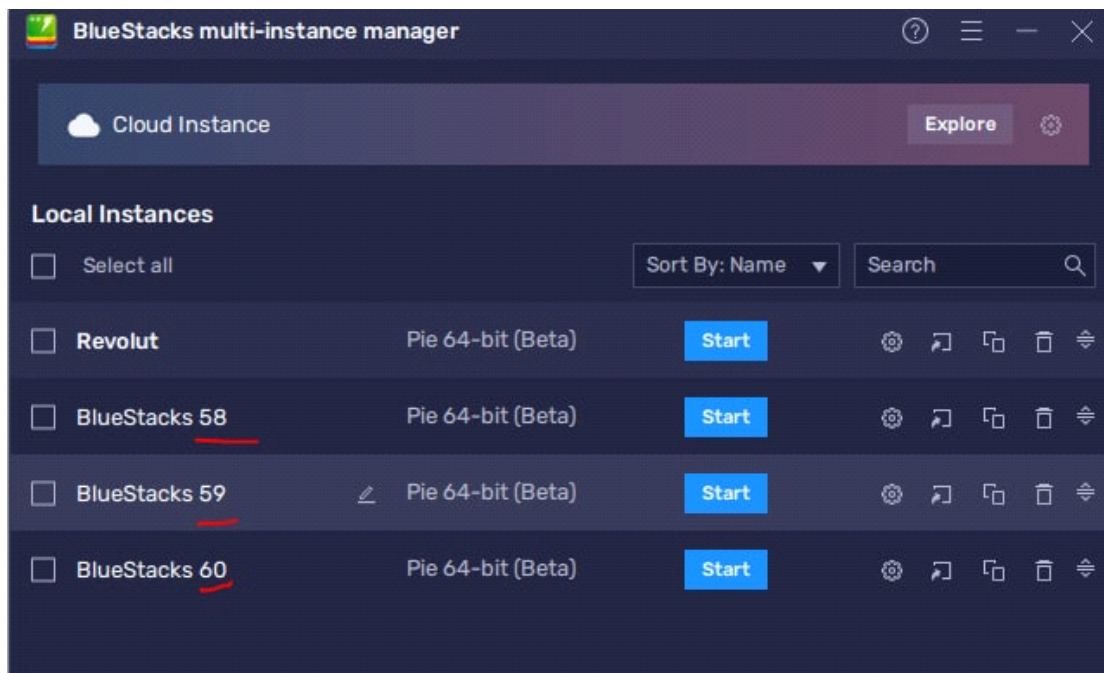 BlueStacks multi-instance manager
Cloud Instance Explore
Local Instances
Select all Sort By: Name Search
Revolut Pie 64-bit (Beta) Start
BlueStacks 58 Pie 64-bit (Beta) Start
BlueStacks 59 Pie 64-bit (Beta) Start
BlueStacks 60 Pie 64-bit (Beta) Start